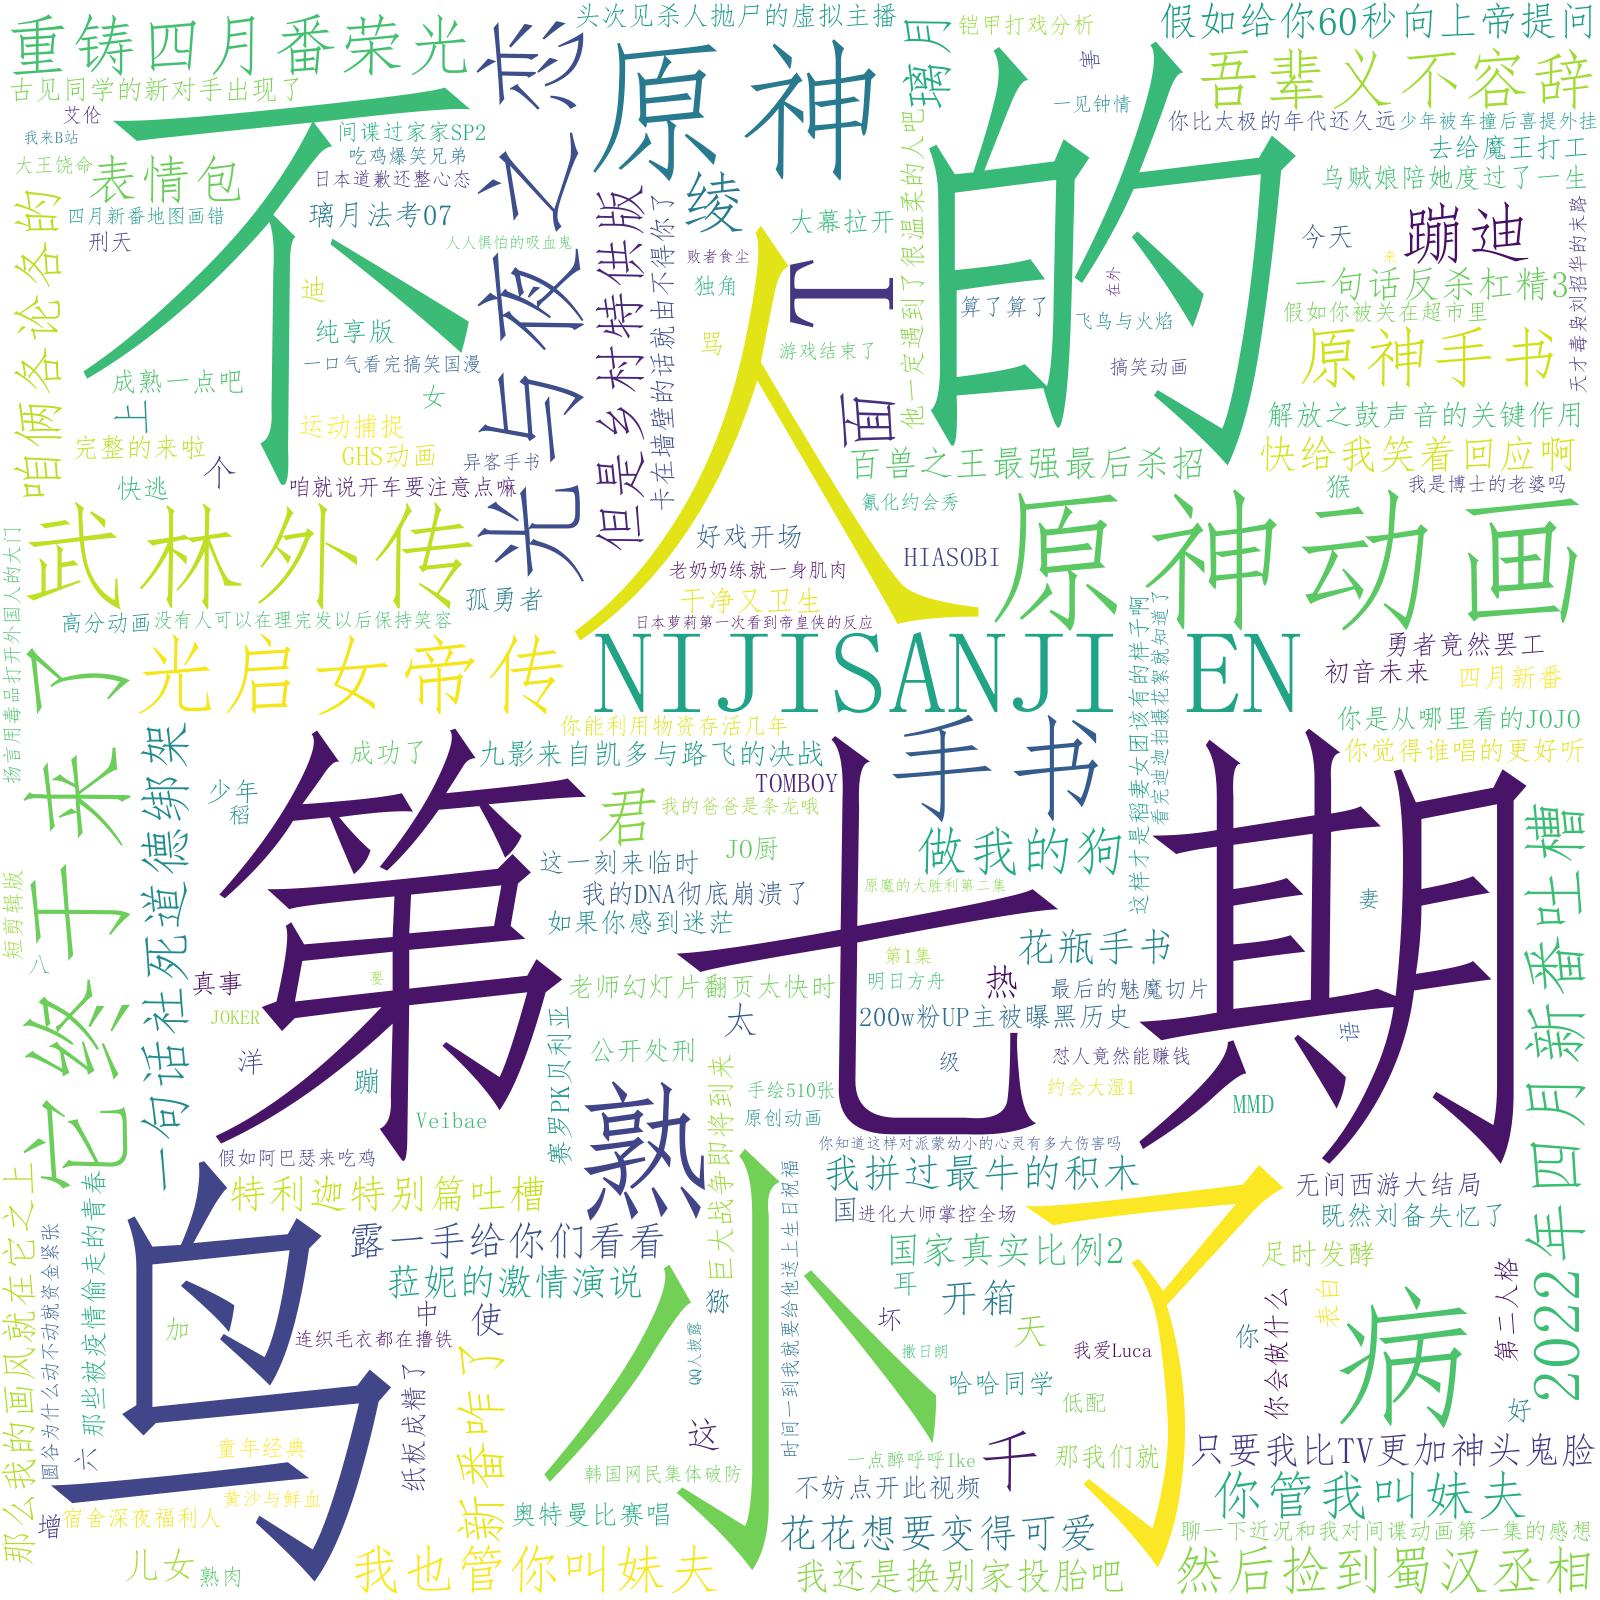 头次见杀人抛尸的虚拟主播
铠甲打戏分析
假如给你60秒向上帝提问
重铸四月番荣光
光与夜之恋
原神
璃月
害
吾辈义不容辞
古见同学的新对手出现了
不
的
一见钟情
你比太极的年代还久远
少年被车撞后喜提外挂
艾伦
我来B站
间谍过家家SP2
吃鸡爆笑兄弟
日本道歉还整心态
去给魔王打工
大王饶命
表情包
绫
乌贼娘陪她度过了一生
四月新番地图画错
璃月法考07
大幕拉开
蹦迪
刑天
人人惧怕的吸血鬼
人
今天
来
天才毒枭刘招华的末路
咱俩各论各的
但是乡村特供版
卡在墙壁的话就由不得你了
败者食尘
独角
T
他一定遇到了很温柔的人吧
在外
一句话反杀杠精3
迪
算了算了
飞鸟与火焰
假如你被关在超市里
纯享版
骂
游戏结束了
原神手书
一口气看完搞笑国漫
搞笑动画
成熟一点吧
女
上
面
解放之鼓声音的关键作用
运动捕捉
完整的来啦
GHS动画
异客手书
百兽之王最强最后杀招
快给我笑着回应啊
个
快逃
咱就说开车要注意点嘛
氰化约会秀
猴
我是博士的老婆吗
武林外传
好戏开场
HIASOBI
原神动画
老奶奶练就一身肌肉
孤勇者
干净又卫生
扬言用毒品打开外国人的大门
高分动画
没有人可以在理完发以后保持笑容
日本萝莉第一次看到帝皇侠的反应
光启女帝传
NIJISANJI EN
这样才是稻妻女团该有的样子啊
看完迪迦拍摄花絮就知道了
勇者竟然罢工
初音未来
四月新番
它终于来了
你能利用物资存活几年
手书
你是从哪里看的JOJO
一句话社死道德绑架
成功了
九影来自凯多与路飞的决战
你觉得谁唱的更好听
第七期
TOMBOY
少年
稻
君
我的爸爸是条龙哦
JO厨
做我的狗
2022年四月新番吐槽
这一刻来临时
我的DNA彻底崩溃了
原魔的大胜利第二集
妻
短剪辑版
如果你感到迷茫
花瓶手书
八
第1集
真事
要
老师幻灯片翻页太快时
明日方舟
热
最后的魅魔切片
JOKER
太
200w粉UP主被曝黑历史
语
赛罗PK贝利亚
公开处刑
洋
级
怼人竟然能赚钱
蹦
手绘510张
约会大湿1
Veibae
熟
原创动画
MMD
巨大战争即将到来
你知道这样对派蒙幼小的心灵有多大伤害吗
假如阿巴瑟来吃鸡
鸟
小
了
我拼过最牛的积木
那么我的画风就在它之上
圆谷为什么动不动就资金紧张
那些被疫情偷走的青春
特利迦特别篇吐槽
时间一到我就要给他送上生日祝福
国
进化大师掌控全场
无间西游大结局
既然刘备失忆了
露一手给你们看看
国家真实比例2
足时发酵
菈妮的激情演说
耳
开箱
表白
第二人格
猕
你会做什么
病
加
中
使
坏
天
你
连织毛衣都在撸铁
QQ人披露
撒日朗
我爱Luca
新番咋了
纸板成精了
哈哈同学
低配
好
六
童年经典
这
千
那我们就
只要我比TV更加神头鬼脸
韩国网民集体破防
一点醉呼呼Ike
黄沙与鲜血
不妨点开此视频
你管我叫妹夫
增
宿舍深夜福利人
奥特曼比赛唱
花花想要变得可爱
聊一下近况和我对间谍动画第一集的感想
儿女
熟肉
我也管你叫妹夫
我还是换别家投胎吧
然后捡到蜀汉丞相